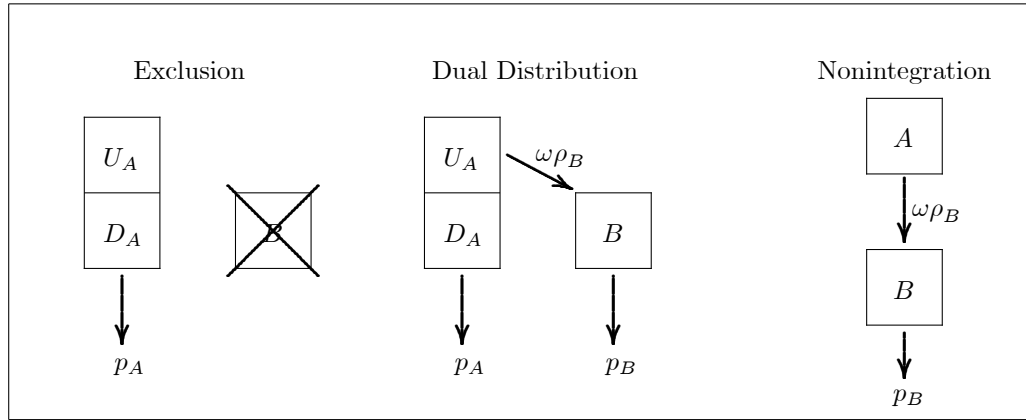 Exclusion
U_A
D_A
B
p_A
Dual Distribution
U_A
ωρ_B
D_A
B
p_A
p_B
Nonintegration
A
ωρ_B
B
p_B